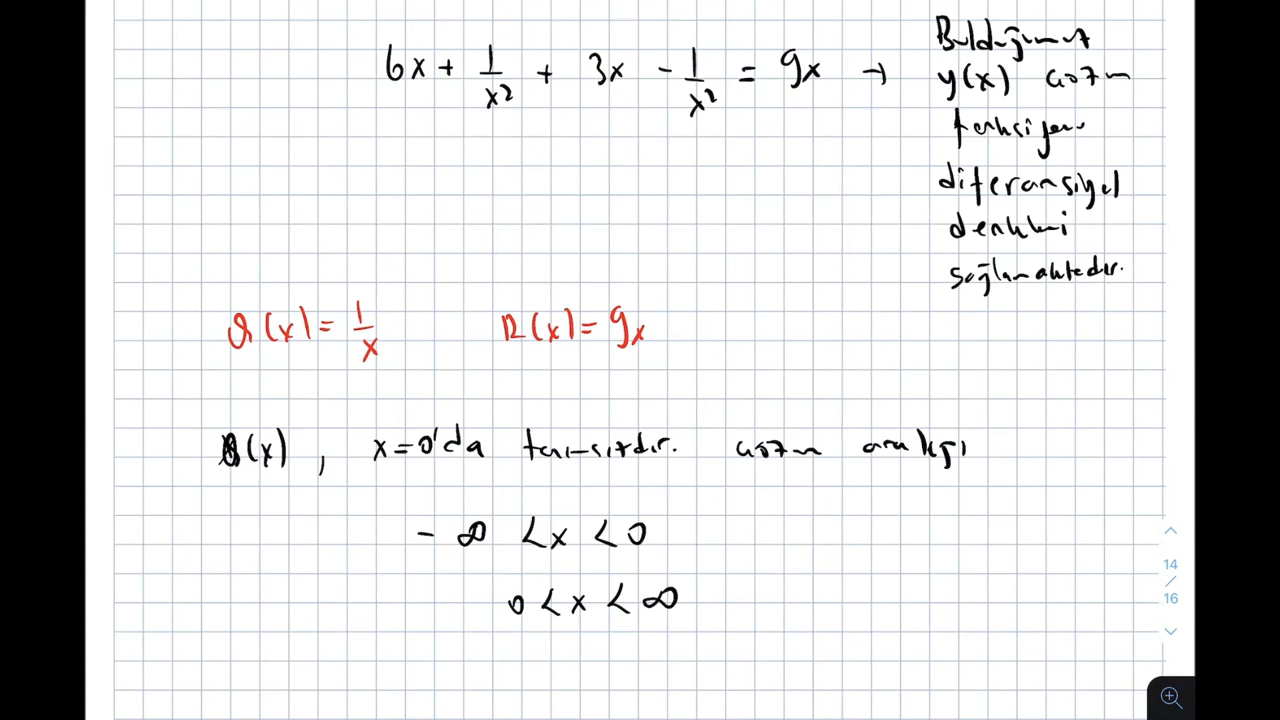 6x + 1/x² + 3x - 1/x² = 9x → Bulduğumuz
y(x) çözüm
fonksiyonu
diferansiyel
denklemi
sağlamaktadır.
Q(x) = 1/x R(x) = 9x
Q(x), x=0'da tanımsızdır. çözüm aralığı
- ∞ < x < 0
0 < x < ∞
14
/
16